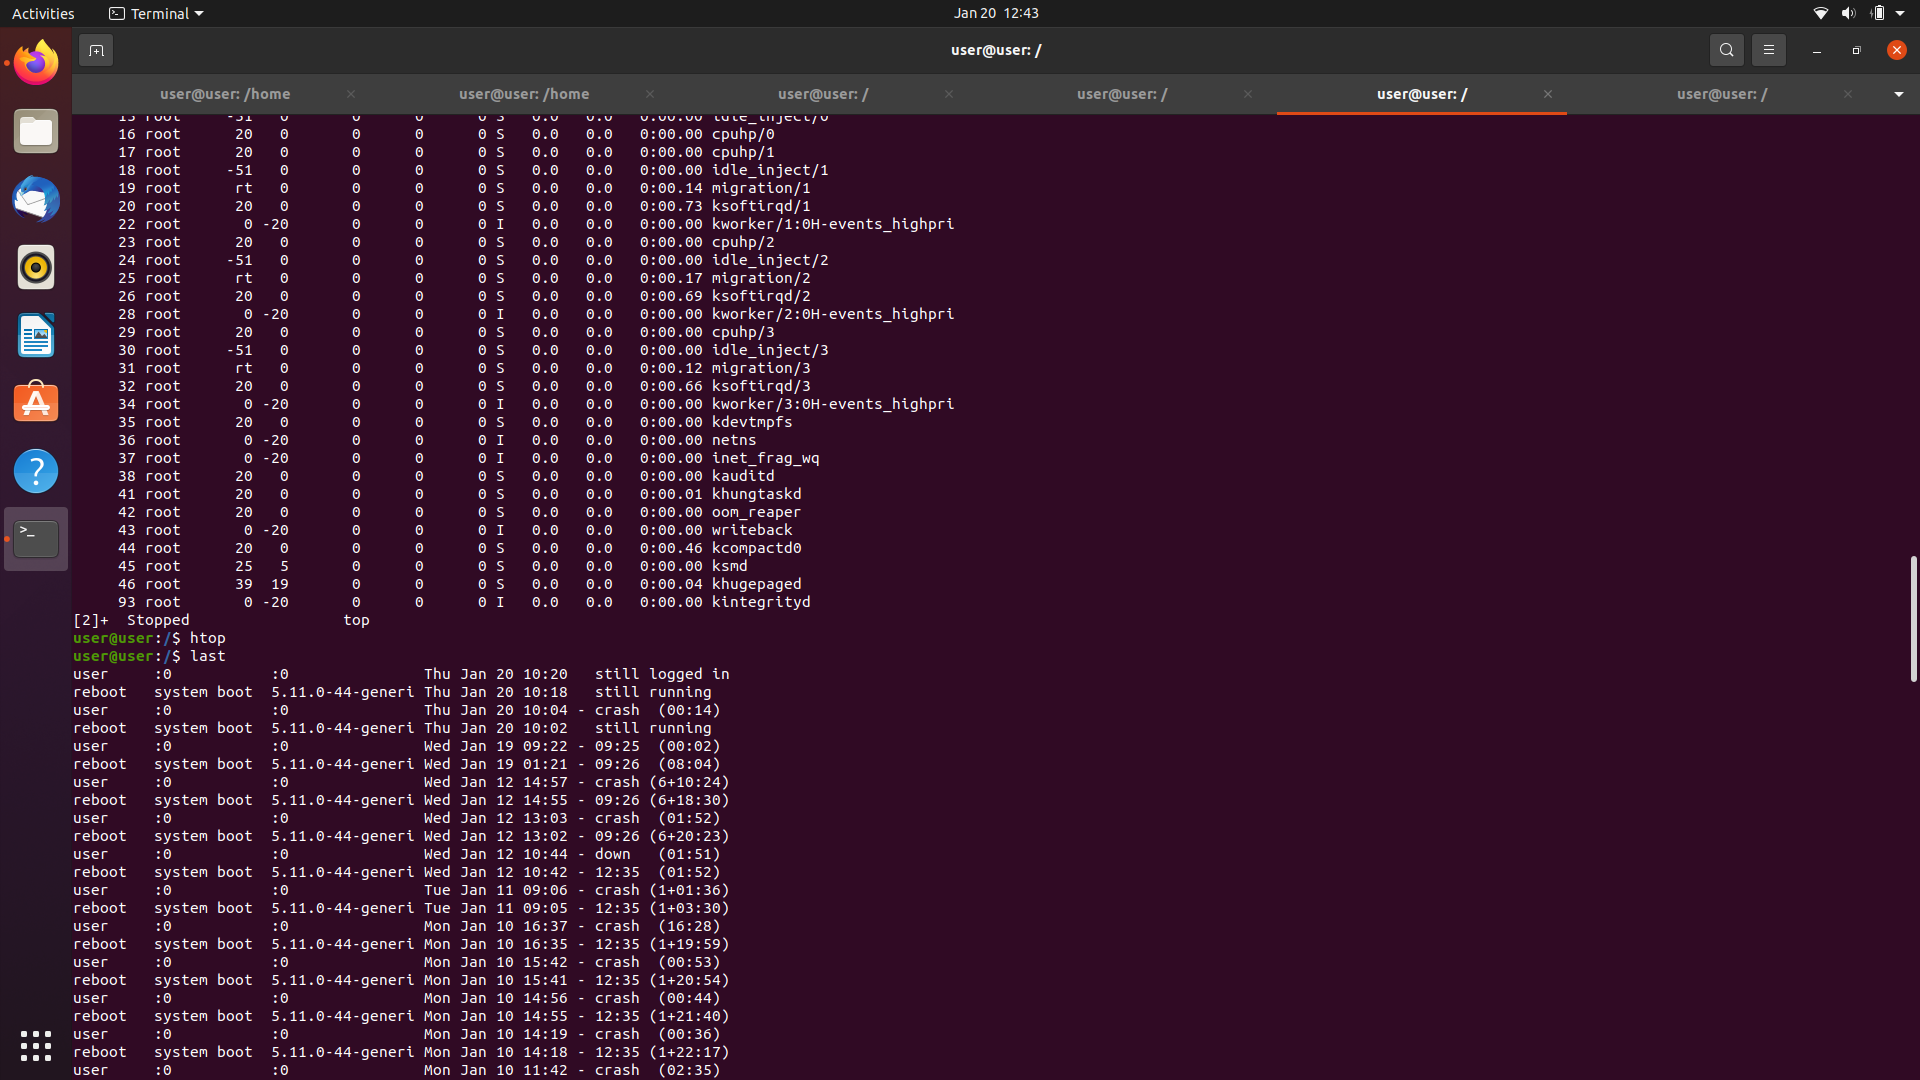 Activities
Terminal
Jan 20 12:43
user@user: /
user@user: /home
user@user: /home
user@user: /
user@user: /
user@user: /
user@user: /
15 root -51 0 0 0 0 S 0.0 0.0 0:00.00 idle_inject/0
16 root 20 0 0 0 0 S 0.0 0.0 0:00.00 cpuhp/0
17 root 20 0 0 0 0 S 0.0 0.0 0:00.00 cpuhp/1
18 root -51 0 0 0 0 S 0.0 0.0 0:00.00 idle_inject/1
19 root rt 0 0 0 0 S 0.0 0.0 0:00.14 migration/1
20 root 20 0 0 0 0 S 0.0 0.0 0:00.73 ksoftirqd/1
22 root 0 -20 0 0 0 I 0.0 0.0 0:00.00 kworker/1:0H-events_highpri
23 root 20 0 0 0 0 S 0.0 0.0 0:00.00 cpuhp/2
24 root -51 0 0 0 0 S 0.0 0.0 0:00.00 idle_inject/2
25 root rt 0 0 0 0 S 0.0 0.0 0:00.17 migration/2
26 root 20 0 0 0 0 S 0.0 0.0 0:00.69 ksoftirqd/2
28 root 0 -20 0 0 0 I 0.0 0.0 0:00.00 kworker/2:0H-events_highpri
29 root 20 0 0 0 0 S 0.0 0.0 0:00.00 cpuhp/3
30 root -51 0 0 0 0 S 0.0 0.0 0:00.00 idle_inject/3
31 root rt 0 0 0 0 S 0.0 0.0 0:00.12 migration/3
32 root 20 0 0 0 0 S 0.0 0.0 0:00.66 ksoftirqd/3
34 root 0 -20 0 0 0 I 0.0 0.0 0:00.00 kworker/3:0H-events_highpri
35 root 20 0 0 0 0 S 0.0 0.0 0:00.00 kdevtmpfs
36 root 0 -20 0 0 0 I 0.0 0.0 0:00.00 netns
37 root 0 -20 0 0 0 I 0.0 0.0 0:00.00 inet_frag_wq
38 root 20 0 0 0 0 S 0.0 0.0 0:00.00 kauditd
41 root 20 0 0 0 0 S 0.0 0.0 0:00.01 khungtaskd
42 root 20 0 0 0 0 S 0.0 0.0 0:00.00 oom_reaper
43 root 0 -20 0 0 0 I 0.0 0.0 0:00.00 writeback
44 root 20 0 0 0 0 S 0.0 0.0 0:00.46 kcompactd0
45 root 25 5 0 0 0 S 0.0 0.0 0:00.00 ksmd
46 root 39 19 0 0 0 S 0.0 0.0 0:00.04 khugepaged
93 root 0 -20 0 0 0 I 0.0 0.0 0:00.00 kintegrityd
[2]+ Stopped top
user@user:/$ htop
user@user:/$ last
user :0 :0 Thu Jan 20 10:20 still logged in
reboot system boot 5.11.0-44-generi Thu Jan 20 10:18 still running
user :0 :0 Thu Jan 20 10:04 - crash (00:14)
reboot system boot 5.11.0-44-generi Thu Jan 20 10:02 still running
user :0 :0 Wed Jan 19 09:22 - 09:25 (00:02)
reboot system boot 5.11.0-44-generi Wed Jan 19 01:21 - 09:26 (08:04)
user :0 :0 Wed Jan 12 14:57 - crash (6+10:24)
reboot system boot 5.11.0-44-generi Wed Jan 12 14:55 - 09:26 (6+18:30)
user :0 :0 Wed Jan 12 13:03 - crash (01:52)
reboot system boot 5.11.0-44-generi Wed Jan 12 13:02 - 09:26 (6+20:23)
user :0 :0 Wed Jan 12 10:44 - down (01:51)
reboot system boot 5.11.0-44-generi Wed Jan 12 10:42 - 12:35 (01:52)
user :0 :0 Tue Jan 11 09:06 - crash (1+01:36)
reboot system boot 5.11.0-44-generi Tue Jan 11 09:05 - 12:35 (1+03:30)
user :0 :0 Mon Jan 10 16:37 - crash (16:28)
reboot system boot 5.11.0-44-generi Mon Jan 10 16:35 - 12:35 (1+19:59)
user :0 :0 Mon Jan 10 15:42 - crash (00:53)
reboot system boot 5.11.0-44-generi Mon Jan 10 15:41 - 12:35 (1+20:54)
user :0 :0 Mon Jan 10 14:56 - crash (00:44)
reboot system boot 5.11.0-44-generi Mon Jan 10 14:55 - 12:35 (1+21:40)
user :0 :0 Mon Jan 10 14:19 - crash (00:36)
reboot system boot 5.11.0-44-generi Mon Jan 10 14:18 - 12:35 (1+22:17)
user :0 :0 Mon Jan 10 11:42 - crash (02:35)